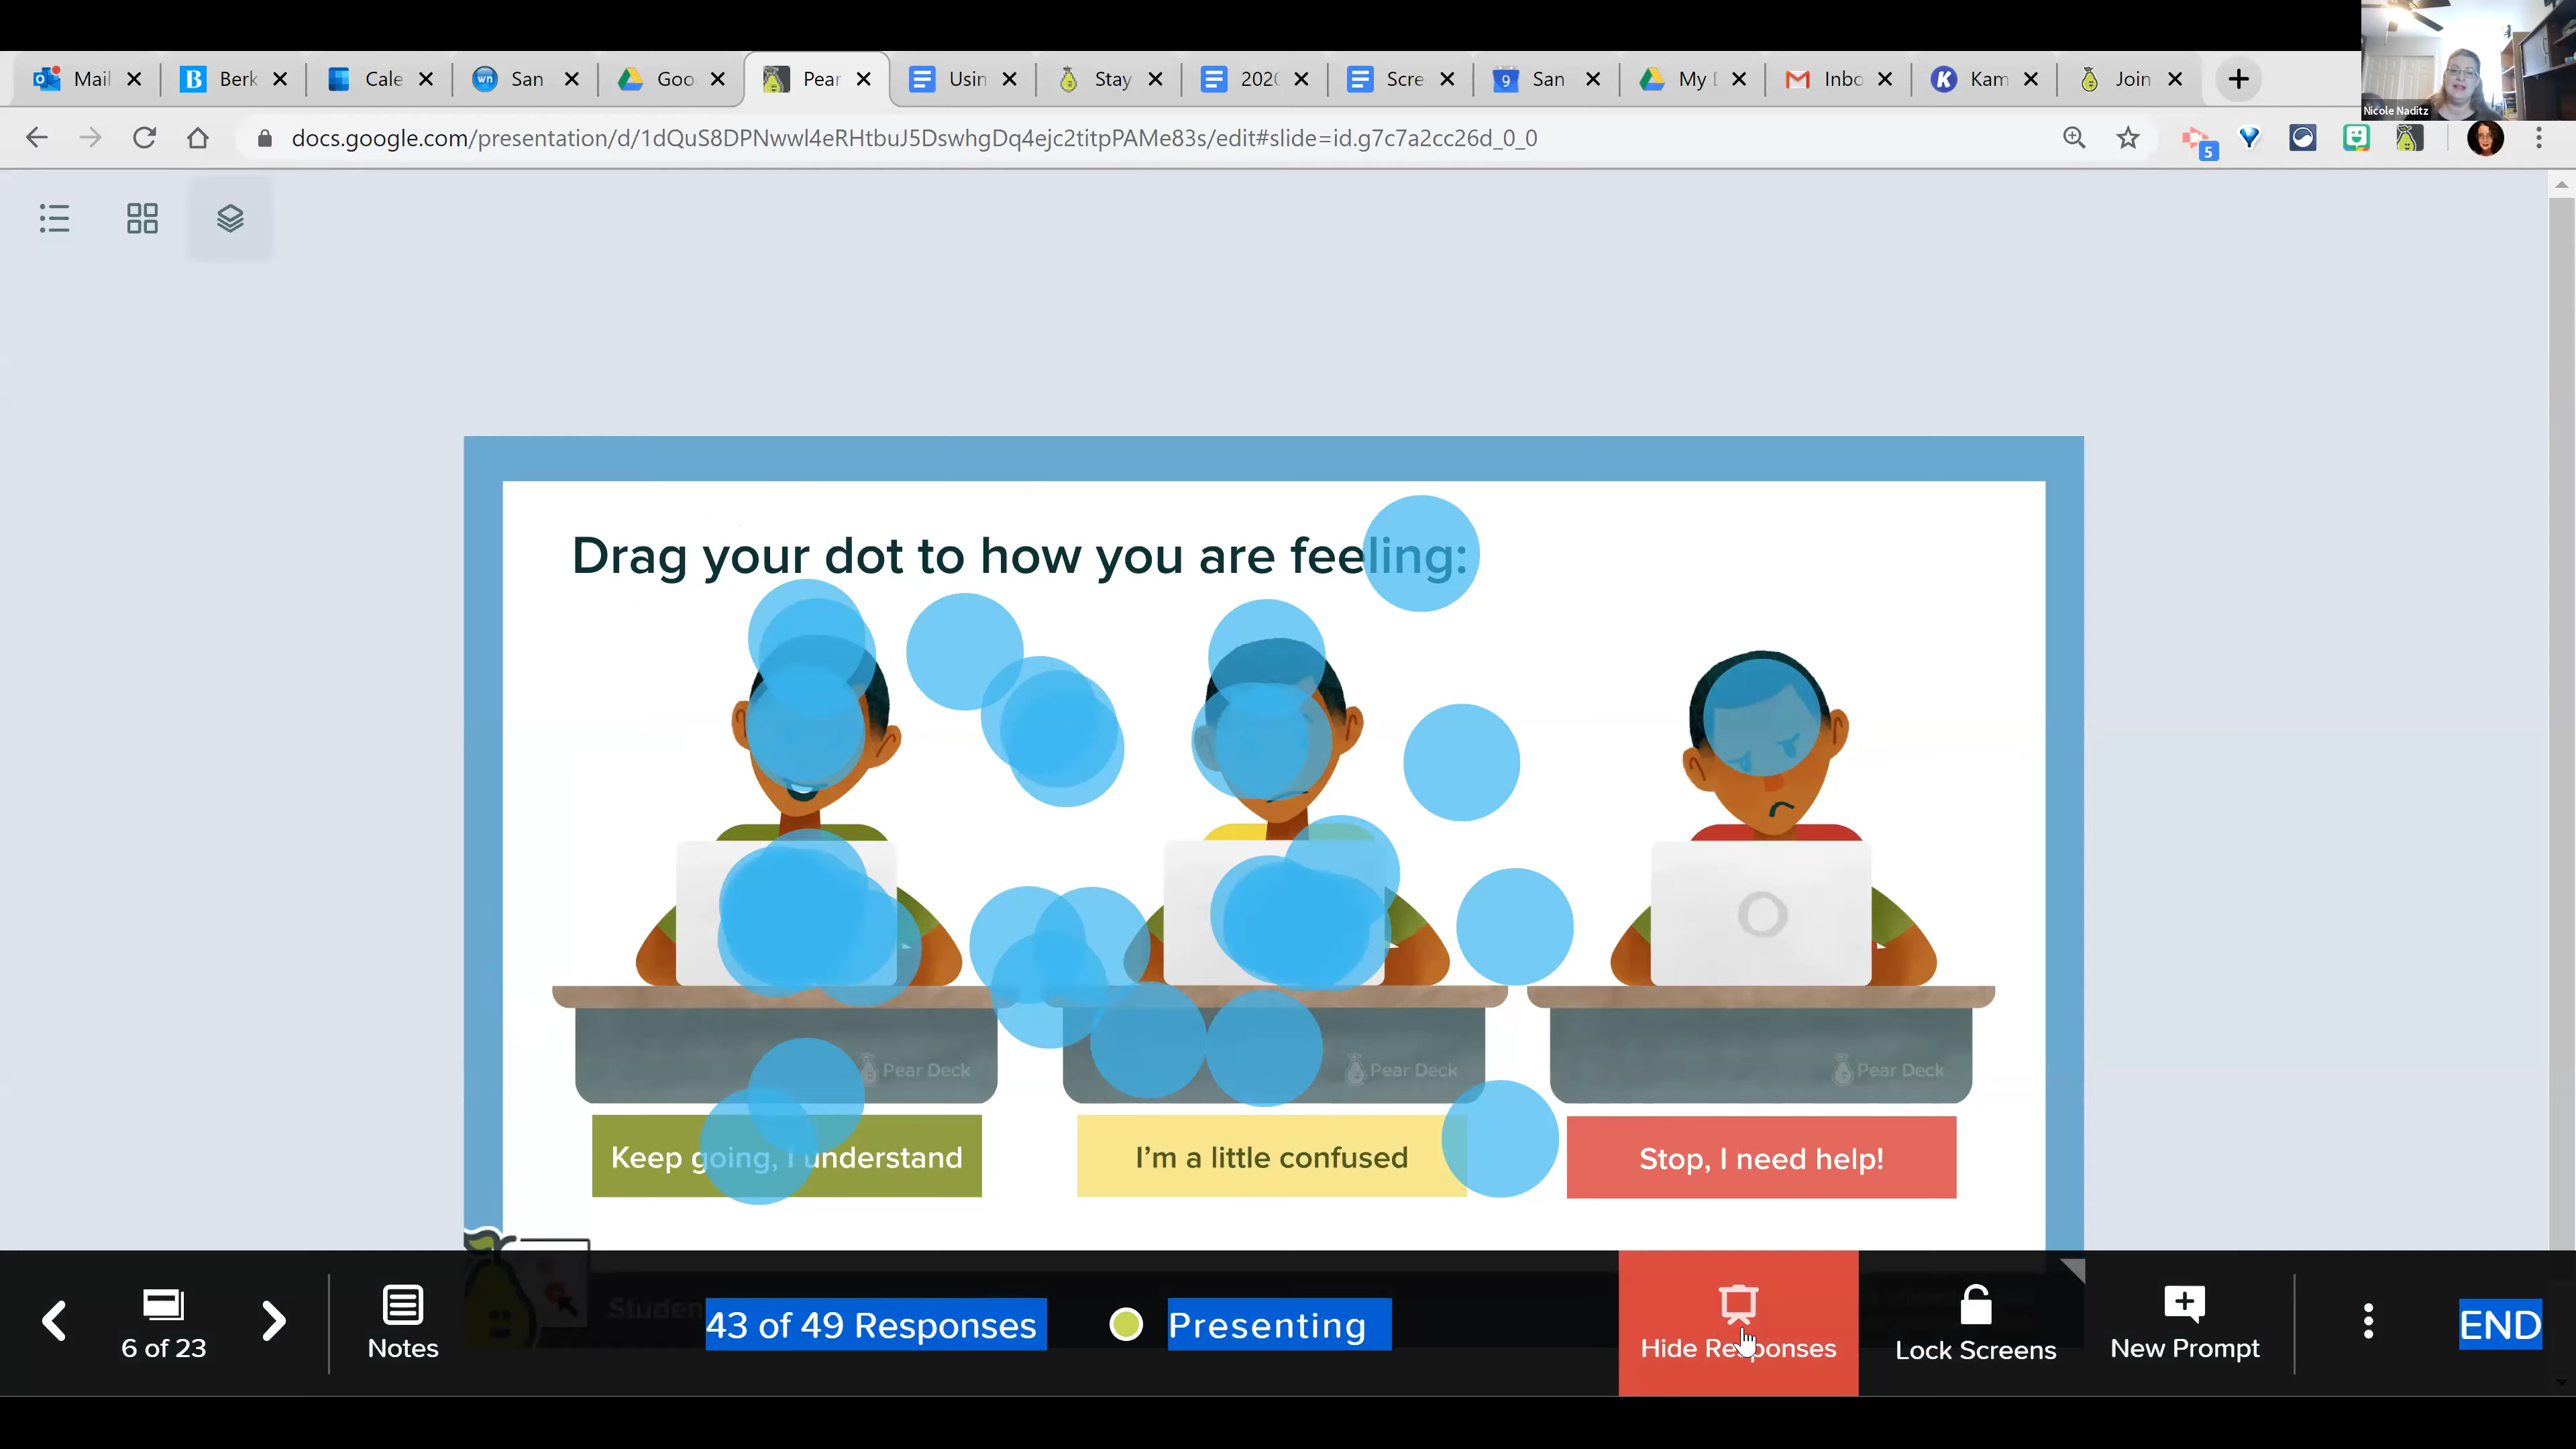 Mail Berk Cale San Goo Pear Usin Stay 202 Scre San My Inbo Kam Join
Nicole Naditz
docs.google.com/presentation/d/1dQuS8DPNwwl4eRHtbuJ5DswhgDq4ejc2titpPAMe83s/edit#slide=id.g7c7a2cc26d_0_0
5
Drag your dot to how you are feeling:
Pear Deck Pear Deck Pear Deck
Keep going, I understand I'm a little confused Stop, I need help!
Studen
43 of 49 Responses Presenting END
6 of 23 Notes Hide Responses Lock Screens New Prompt